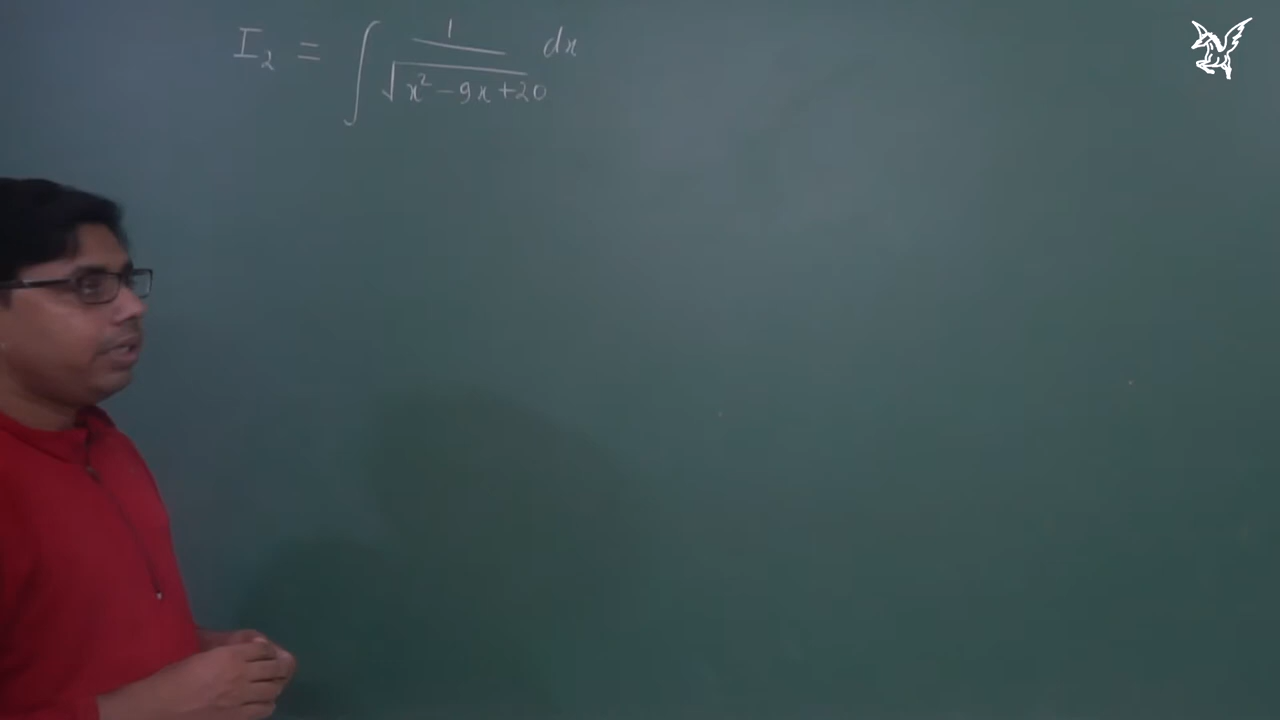 I₂ = ∫ 1/√(x² - 9x + 20) dx